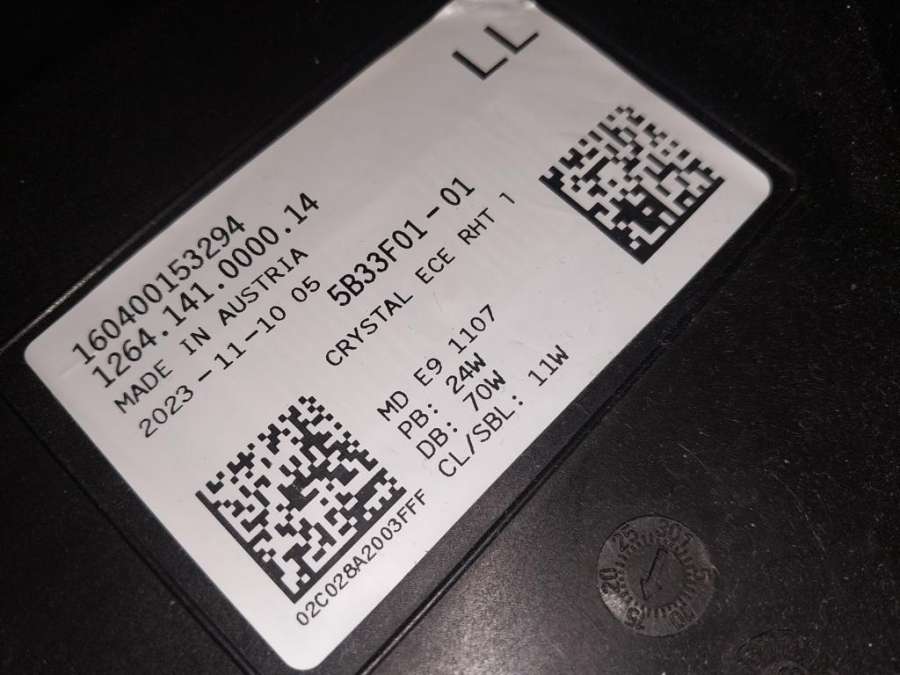 LL
160400153294
1264.141.0000.14
MADE IN AUSTRIA
2023-11-10 05
5B33F01-01
CRYSTAL ECE RHT 1
MD E9 1107
PB: 24W
DB: 70W
CL/SBL: 11W
02C028A2003FFF